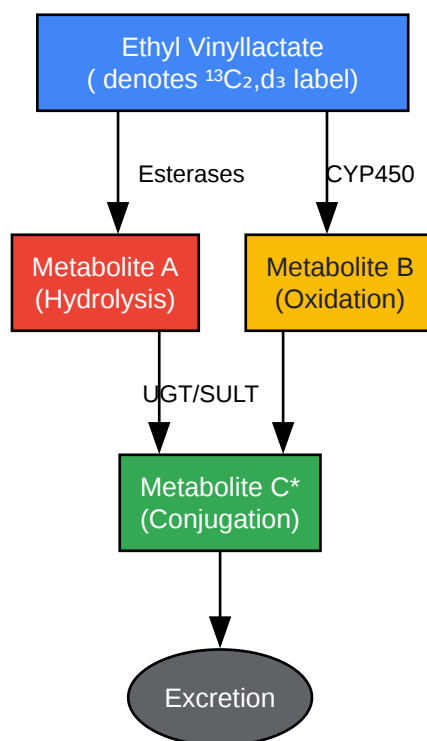 Ethyl Vinyllactate
( denotes ¹³C₂,d₃ label)
Esterases
CYP450
Metabolite A
(Hydrolysis)
Metabolite B
(Oxidation)
UGT/SULT
Metabolite C*
(Conjugation)
Excretion